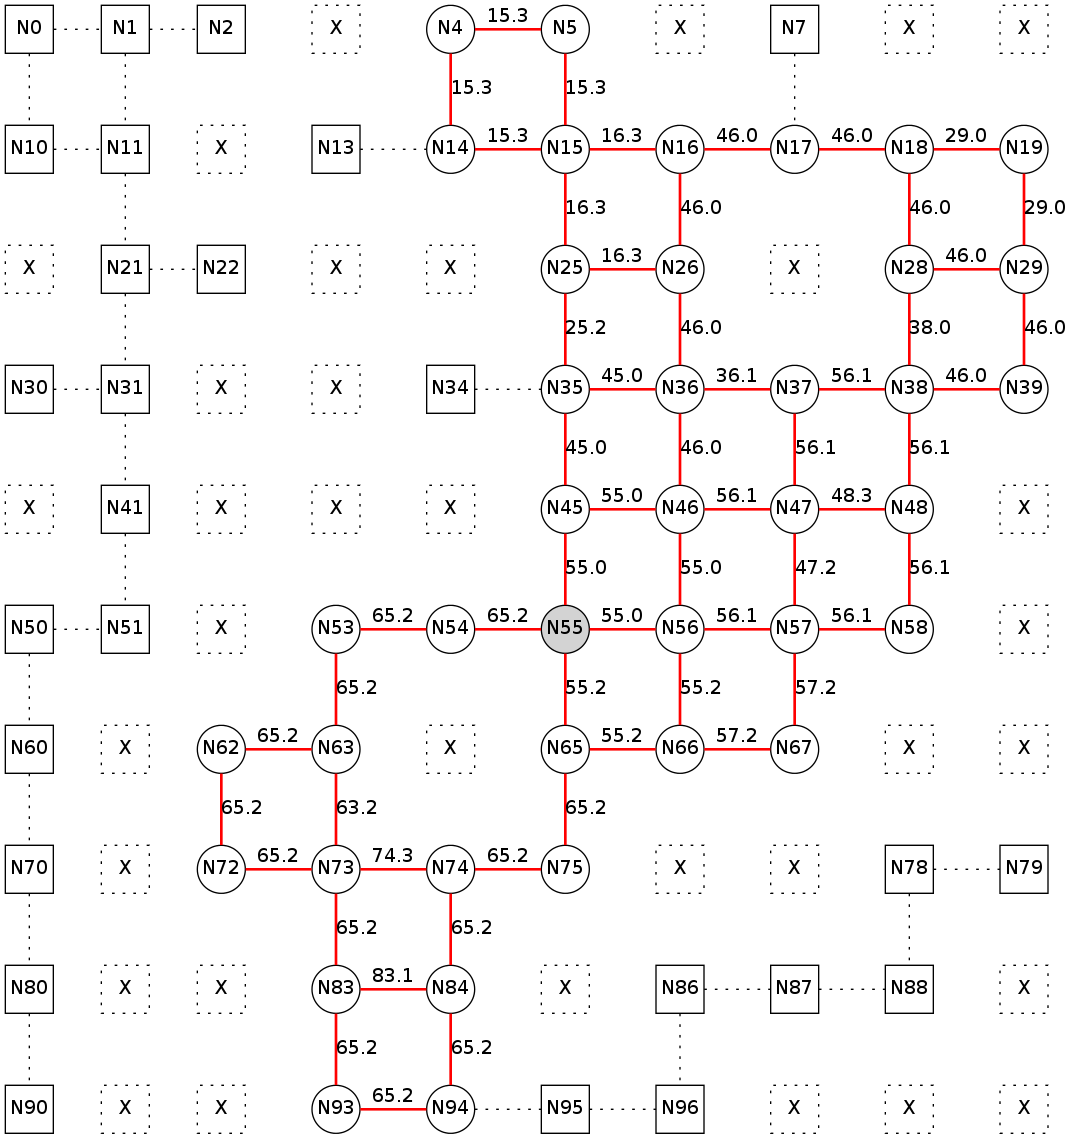 N0 N1 N2 X N4 15.3 N5 X N7 X X
15.3 15.3
N10 N11 X N13 N14 15.3 N15 16.3 N16 46.0 N17 46.0 N18 29.0 N19
16.3 46.0 46.0 29.0
X N21 N22 X X N25 16.3 N26 X N28 46.0 N29
25.2 46.0 38.0 46.0
N30 N31 X X N34 N35 45.0 N36 36.1 N37 56.1 N38 46.0 N39
45.0 46.0 56.1 56.1
X N41 X X X N45 55.0 N46 56.1 N47 48.3 N48 X
55.0 55.0 47.2 56.1
N50 N51 X N53 65.2 N54 65.2 N55 55.0 N56 56.1 N57 56.1 N58 X
65.2 55.2 55.2 57.2
N60 X N62 65.2 N63 X N65 55.2 N66 57.2 N67 X X
65.2 63.2 65.2
N70 X N72 65.2 N73 74.3 N74 65.2 N75 X X N78 N79
65.2 65.2
N80 X X N83 83.1 N84 X N86 N87 N88 X
65.2 65.2
N90 X X N93 65.2 N94 N95 N96 X X X